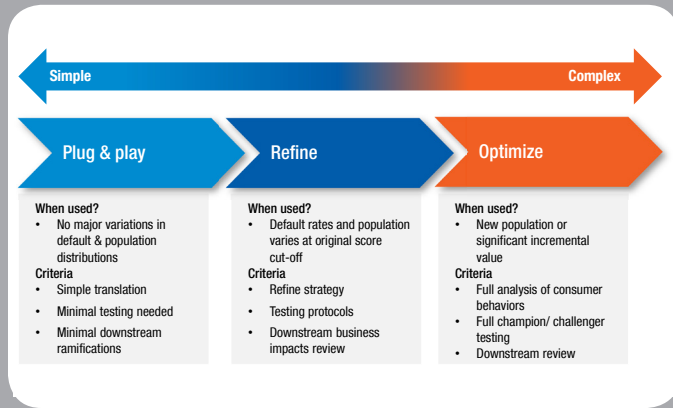 Simple
Complex
Plug & play
Refine
Optimize
When used?
• No major variations in
default & population
distributions
Criteria
• Simple translation
• Minimal testing needed
• Minimal downstream
ramifications
When used?
• Default rates and population
varies at original score
cut-off
Criteria
• Refine strategy
• Testing protocols
• Downstream business
impacts review
When used?
• New population or
significant incremental
value
Criteria
• Full analysis of consumer
behaviors
• Full champion/ challenger
testing
• Downstream review